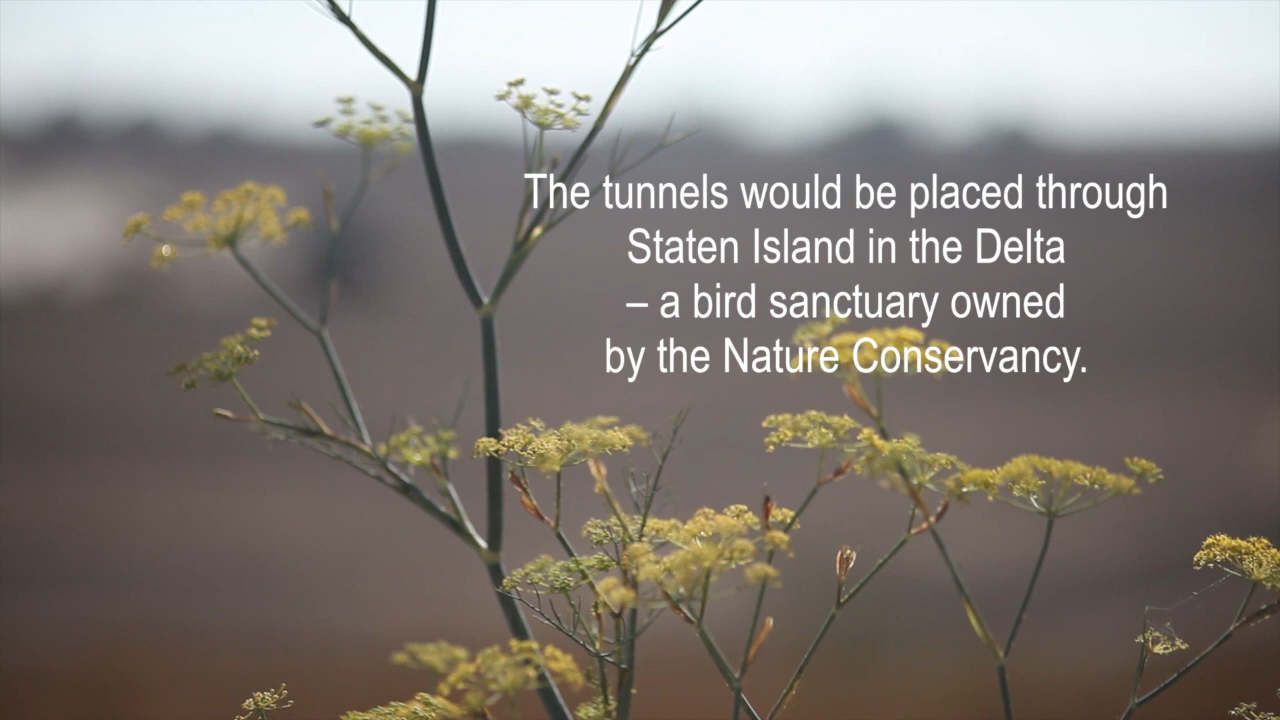 The tunnels would be placed through
Staten Island in the Delta
– a bird sanctuary owned
by the Nature Conservancy.